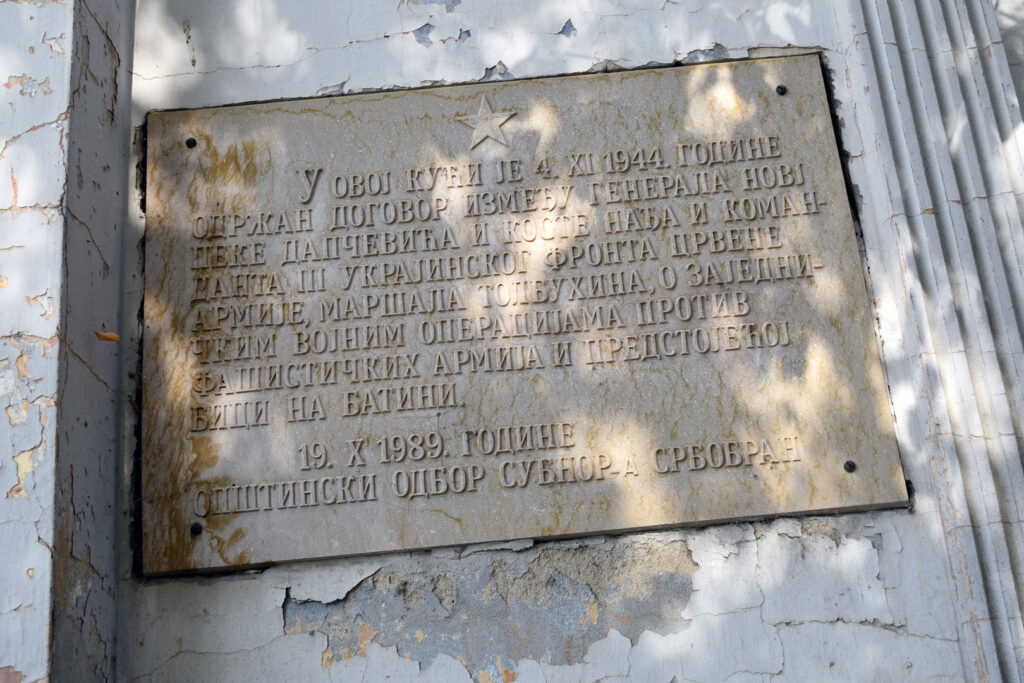 У ОВОЈ КУЋИ ЈЕ 4. XI 1944. ГОДИНЕ
ОДРЖАН ДОГОВОР ИЗМЕЂУ ГЕНЕРАЛА НОВЈ
ПЕКЕ ДАПЧЕВИЋА И КОСТЕ НАЂА И КОМАН-
ДАНТА III УКРАЈИНСКОГ ФРОНТА ЦРВЕНЕ
АРМИЈЕ, МАРШАЛА ТОЛБУХИНА, О ЗАЈЕДНИ-
ЧКИМ ВОЈНИМ ОПЕРАЦИЈАМА ПРОТИВ
ФАШИСТИЧКИХ АРМИЈА И ПРЕДСТОЈЕЋОЈ
БИЦИ НА БАТИНИ.
19. X 1989. ГОДИНЕ
ОПШТИНСКИ ОДБОР СУБНОР-А СРБОБРАН